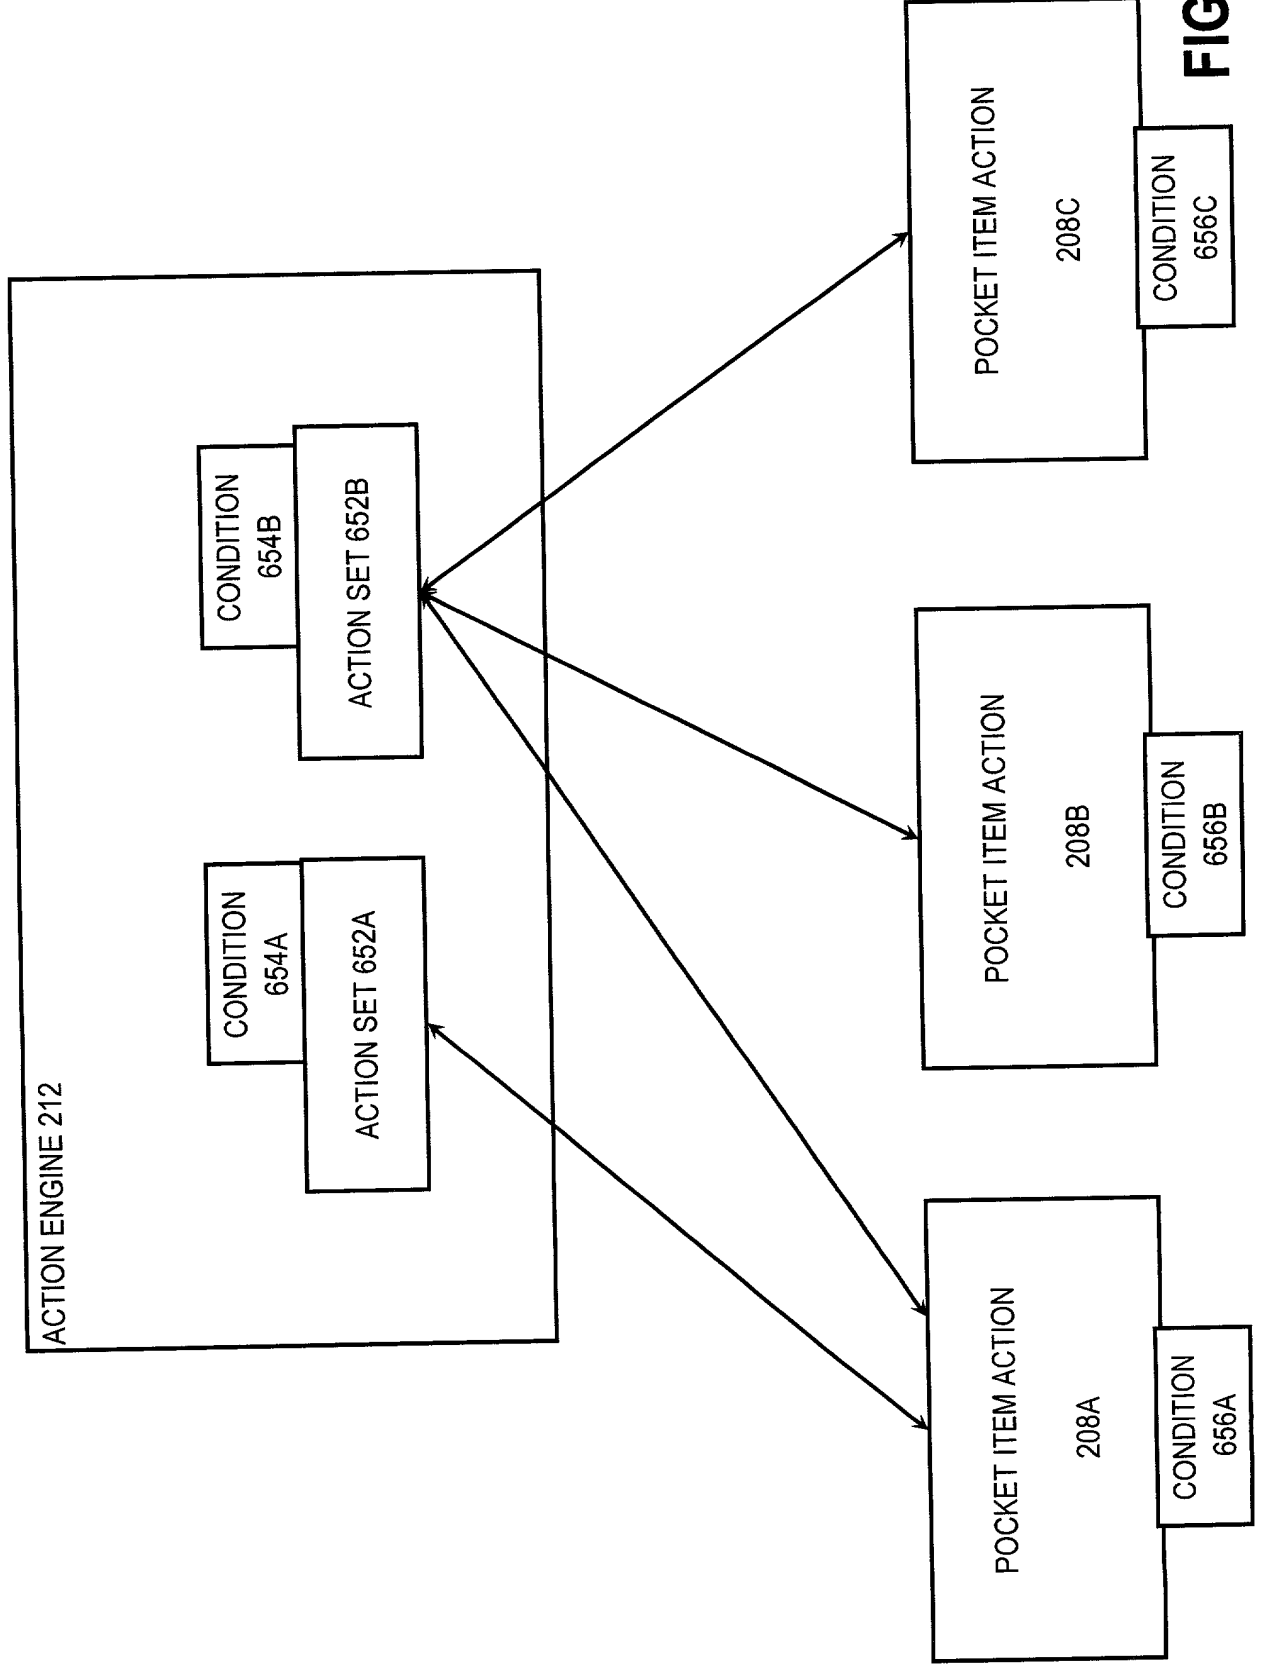 ACTION ENGINE 212
CONDITION
654A
ACTION SET 652A
CONDITION
654B
ACTION SET 652B
POCKET ITEM ACTION
208A
CONDITION
656A
POCKET ITEM ACTION
208B
CONDITION
656B
POCKET ITEM ACTION
208C
CONDITION
656C
FIG